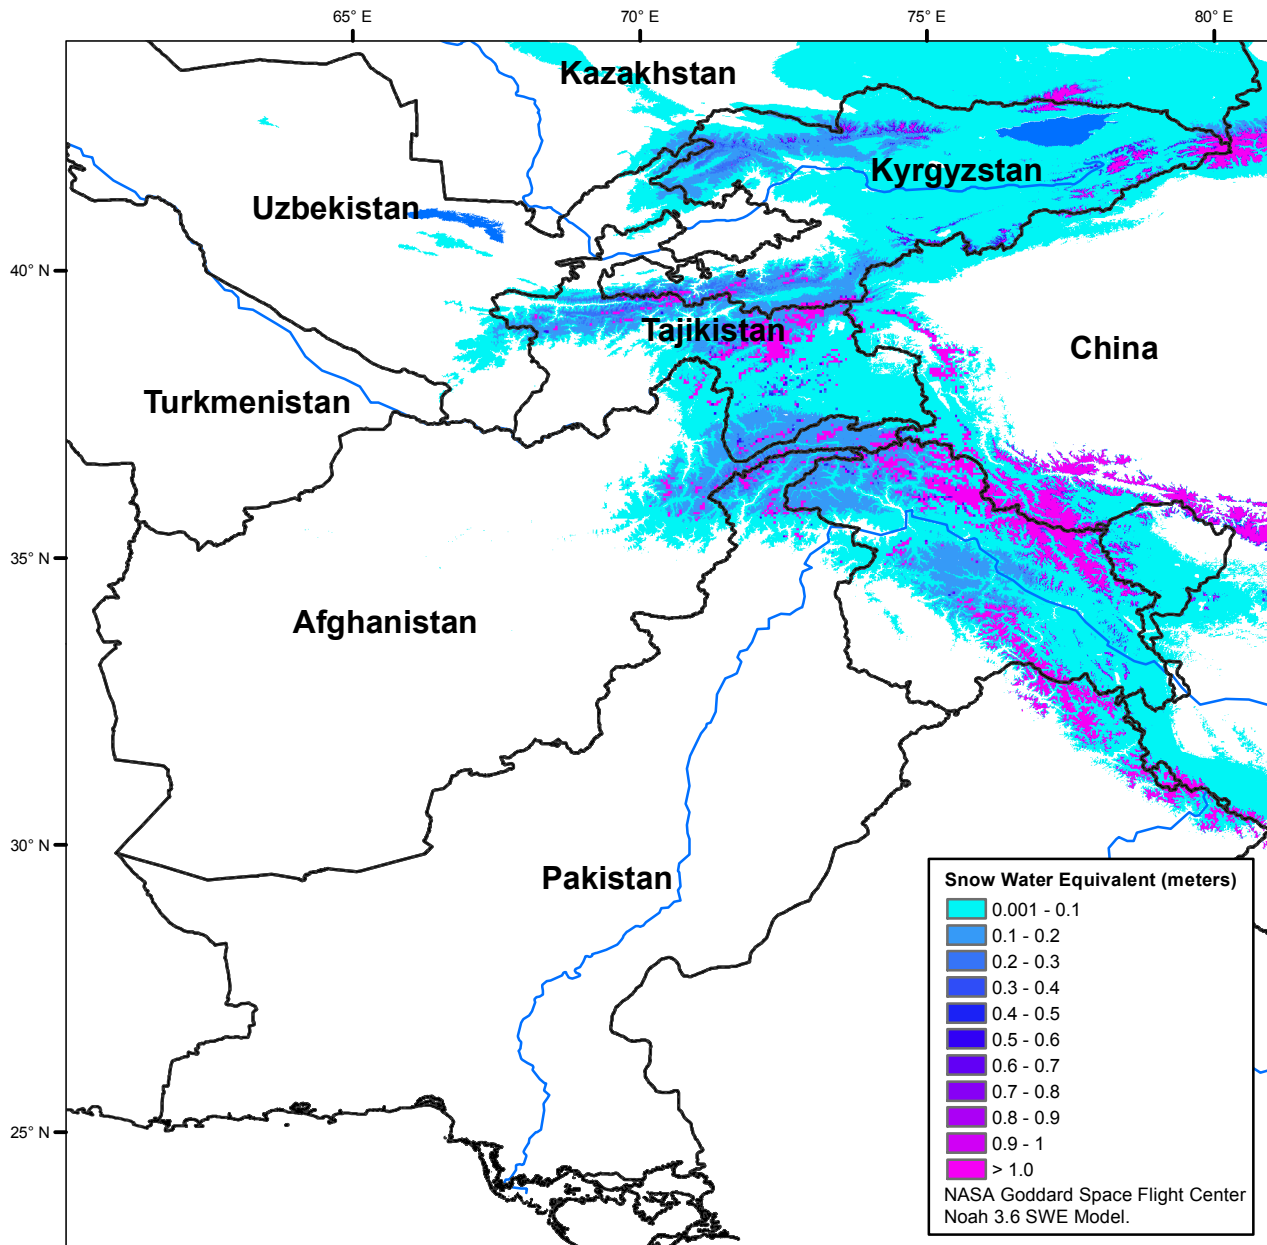 65° E
70° E
75° E
80° E
Kazakhstan
Kyrgyzstan
Uzbekistan
40° N
Tajikistan
China
Turkmenistan
35° N
Afghanistan
30° N
Pakistan
25° N
Snow Water Equivalent (meters)
0.001 - 0.1
0.1 - 0.2
0.2 - 0.3
0.3 - 0.4
0.4 - 0.5
0.5 - 0.6
0.6 - 0.7
0.7 - 0.8
0.8 - 0.9
0.9 - 1
> 1.0
NASA Goddard Space Flight Center
Noah 3.6 SWE Model.